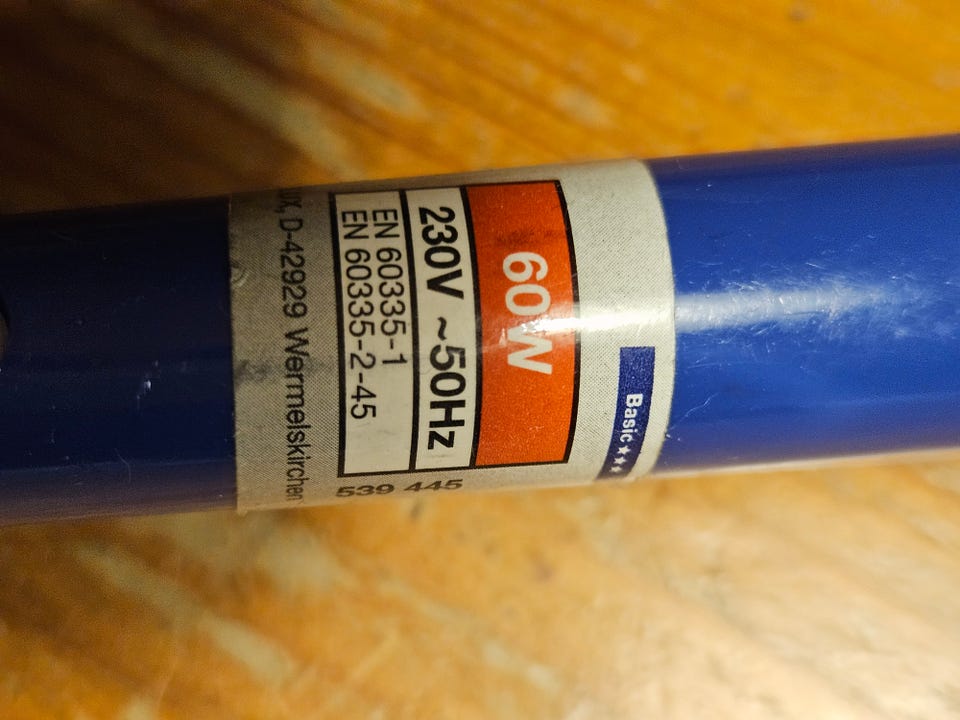 Basic ★★★
60W
230V ~50Hz
EN 60335-1
EN 60335-2-45
D-42929 Wermelskirchen
539 445